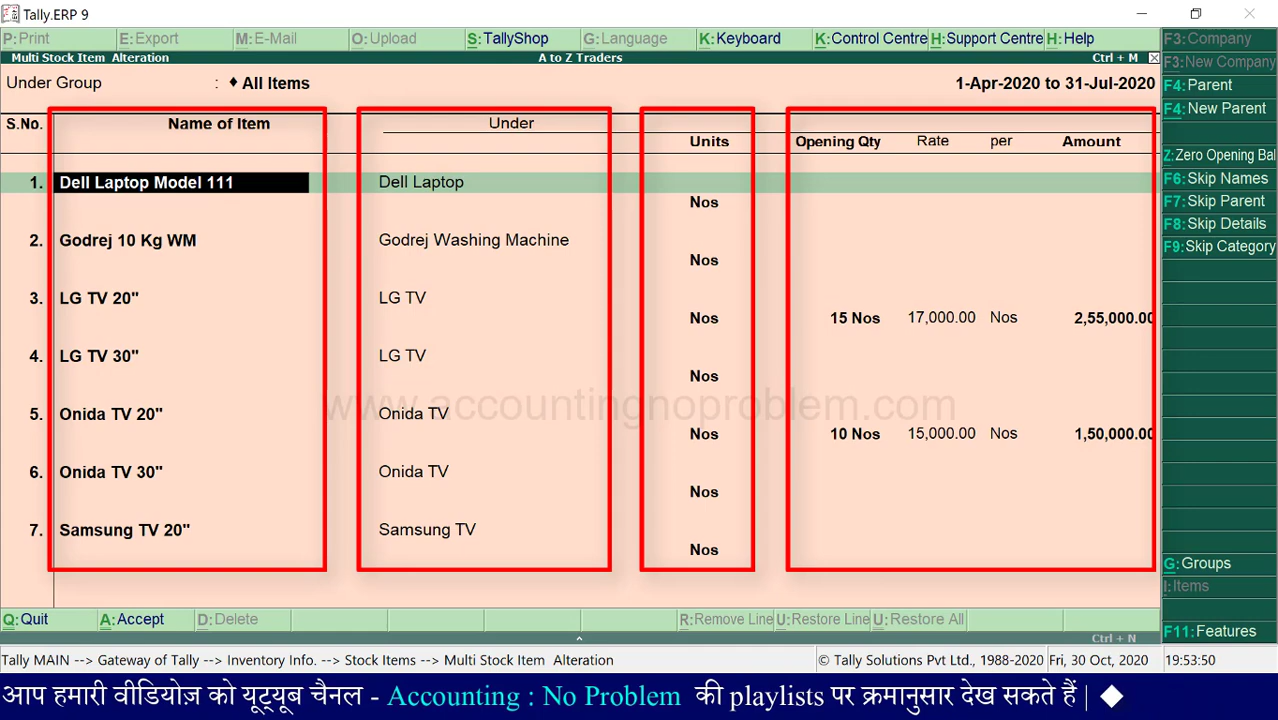 Tally.ERP 9
P: Print E: Export M: E-Mail O: Upload S: TallyShop G: Language K: Keyboard K: Control Centre H: Support Centre H: Help F3: Company
Multi Stock Item Alteration A to Z Traders Ctrl + M F3: New Company
Under Group : ♦ All Items 1-Apr-2020 to 31-Jul-2020 F4: Parent
F4: New Parent
S.No. Name of Item Under
Units Opening Qty Rate per Amount
Z: Zero Opening Bal
1. Dell Laptop Model 111 Dell Laptop F6: Skip Names
Nos F7: Skip Parent
F8: Skip Details
2. Godrej 10 Kg WM Godrej Washing Machine F9: Skip Category
Nos
3. LG TV 20" LG TV
Nos 15 Nos 17,000.00 Nos 2,55,000.00
4. LG TV 30" LG TV
Nos
www.accountingnoproblem.com
5. Onida TV 20" Onida TV
Nos 10 Nos 15,000.00 Nos 1,50,000.00
6. Onida TV 30" Onida TV
Nos
7. Samsung TV 20" Samsung TV
Nos
G: Groups
I: Items
Q: Quit A: Accept D: Delete R: Remove Line U: Restore Line U: Restore All
F11: Features
Ctrl + N
Tally MAIN --> Gateway of Tally --> Inventory Info. --> Stock Items --> Multi Stock Item Alteration © Tally Solutions Pvt Ltd., 1988-2020 Fri, 30 Oct, 2020 19:53:50
आप हमारी वीडियोज़ को यूट्यूब चैनल - Accounting : No Problem की playlists पर क्रमानुसार देख सकते हैं | ◆